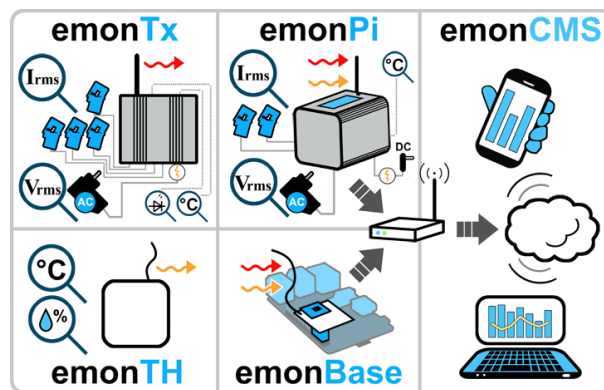 emonTx
emonPi
emonCMS
Irms
Irms
°C
DC
Vrms
AC
°C
Vrms
AC
°C
%
emonTH
emonBase